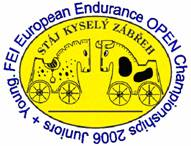 Young-FEI European Endurance OPEN Championships 2006 Juniors +
STÁJ KYSELÝ ZÁBŘEH